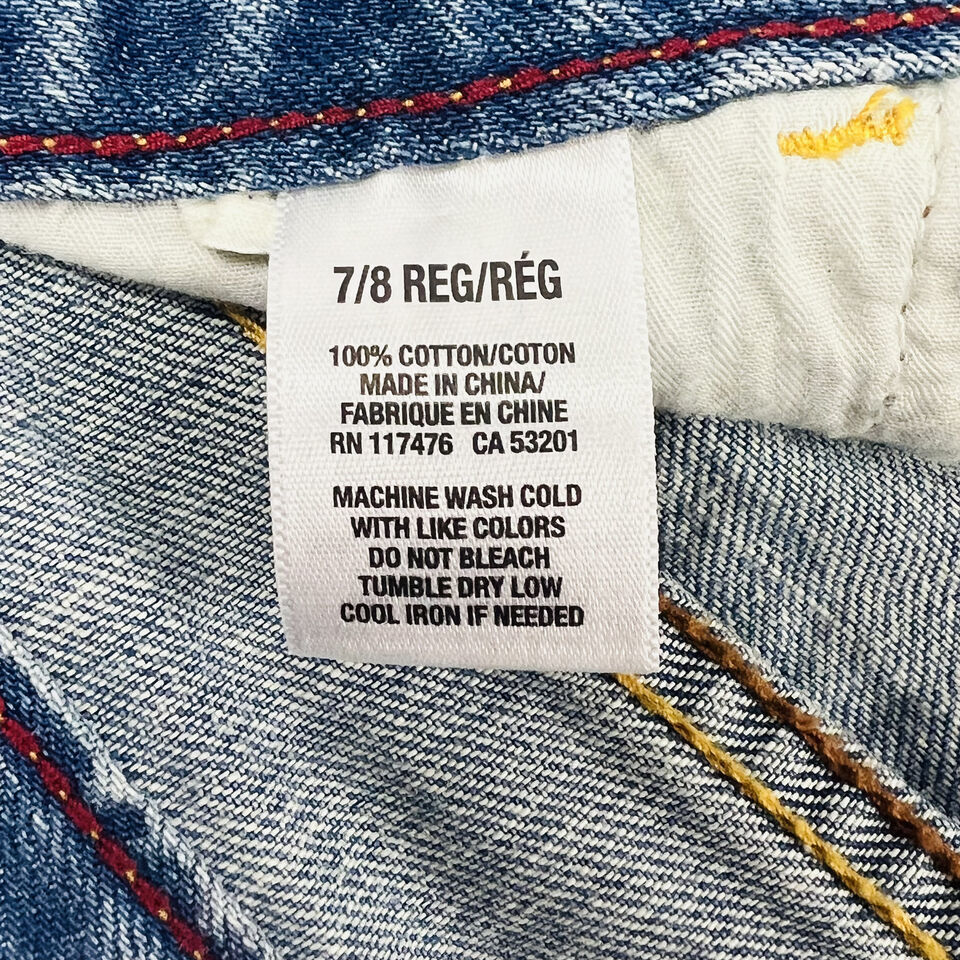 7/8 REG/RÉG
100% COTTON/COTON
MADE IN CHINA/
FABRIQUE EN CHINE
RN 117476 CA 53201
MACHINE WASH COLD
WITH LIKE COLORS
DO NOT BLEACH
TUMBLE DRY LOW
COOL IRON IF NEEDED